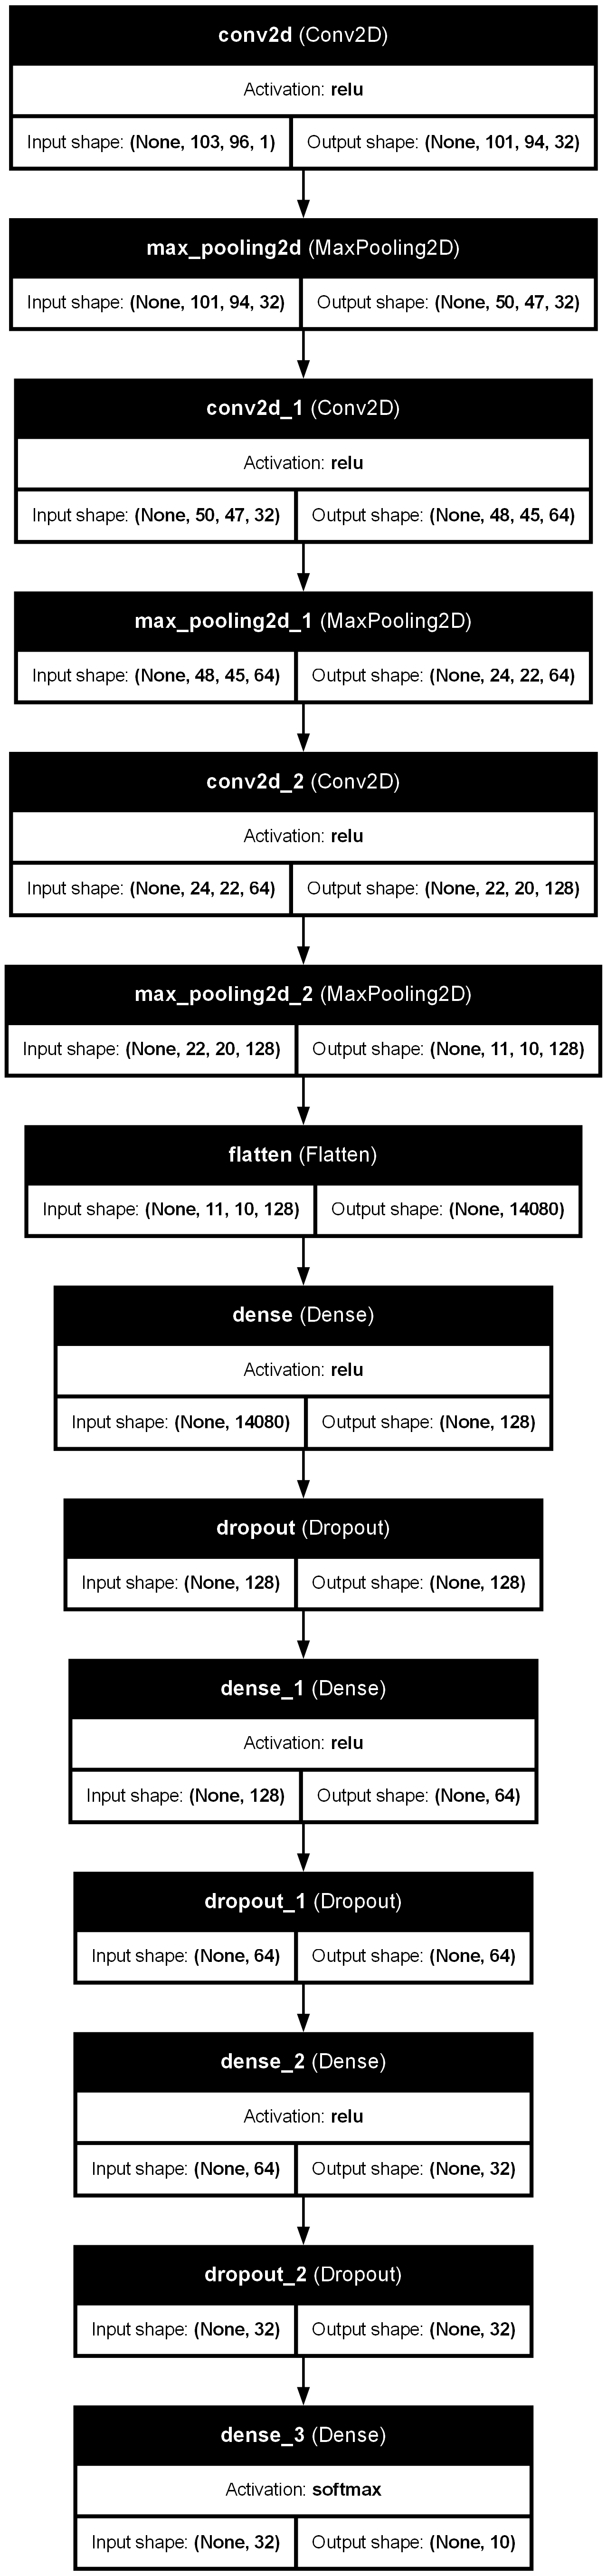 conv2d (Conv2D)
Activation: relu
Input shape: (None, 103, 96, 1) Output shape: (None, 101, 94, 32)
max_pooling2d (MaxPooling2D)
Input shape: (None, 101, 94, 32) Output shape: (None, 50, 47, 32)
conv2d_1 (Conv2D)
Activation: relu
Input shape: (None, 50, 47, 32) Output shape: (None, 48, 45, 64)
max_pooling2d_1 (MaxPooling2D)
Input shape: (None, 48, 45, 64) Output shape: (None, 24, 22, 64)
conv2d_2 (Conv2D)
Activation: relu
Input shape: (None, 24, 22, 64) Output shape: (None, 22, 20, 128)
max_pooling2d_2 (MaxPooling2D)
Input shape: (None, 22, 20, 128) Output shape: (None, 11, 10, 128)
flatten (Flatten)
Input shape: (None, 11, 10, 128) Output shape: (None, 14080)
dense (Dense)
Activation: relu
Input shape: (None, 14080) Output shape: (None, 128)
dropout (Dropout)
Input shape: (None, 128) Output shape: (None, 128)
dense_1 (Dense)
Activation: relu
Input shape: (None, 128) Output shape: (None, 64)
dropout_1 (Dropout)
Input shape: (None, 64) Output shape: (None, 64)
dense_2 (Dense)
Activation: relu
Input shape: (None, 64) Output shape: (None, 32)
dropout_2 (Dropout)
Input shape: (None, 32) Output shape: (None, 32)
dense_3 (Dense)
Activation: softmax
Input shape: (None, 32) Output shape: (None, 10)